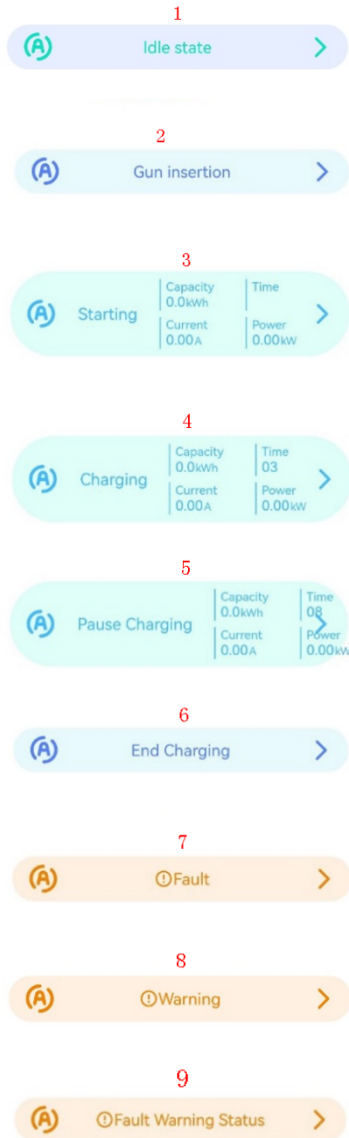 1
A Idle state
2
A Gun insertion
3
Capacity Time
0.0kWh
A Starting
Current Power
0.00A 0.00kW
4
Capacity Time
0.0kWh 03
A Charging
Current Power
0.00A 0.00kW
5
Capacity Time
0.0kWh 08
A Pause Charging
Current Power
0.00A 0.00kW
6
A End Charging
7
A Fault
8
A Warning
9
A Fault Warning Status